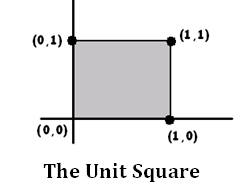 (0,1) (1,1)
(0,0) (1,0)
The Unit Square